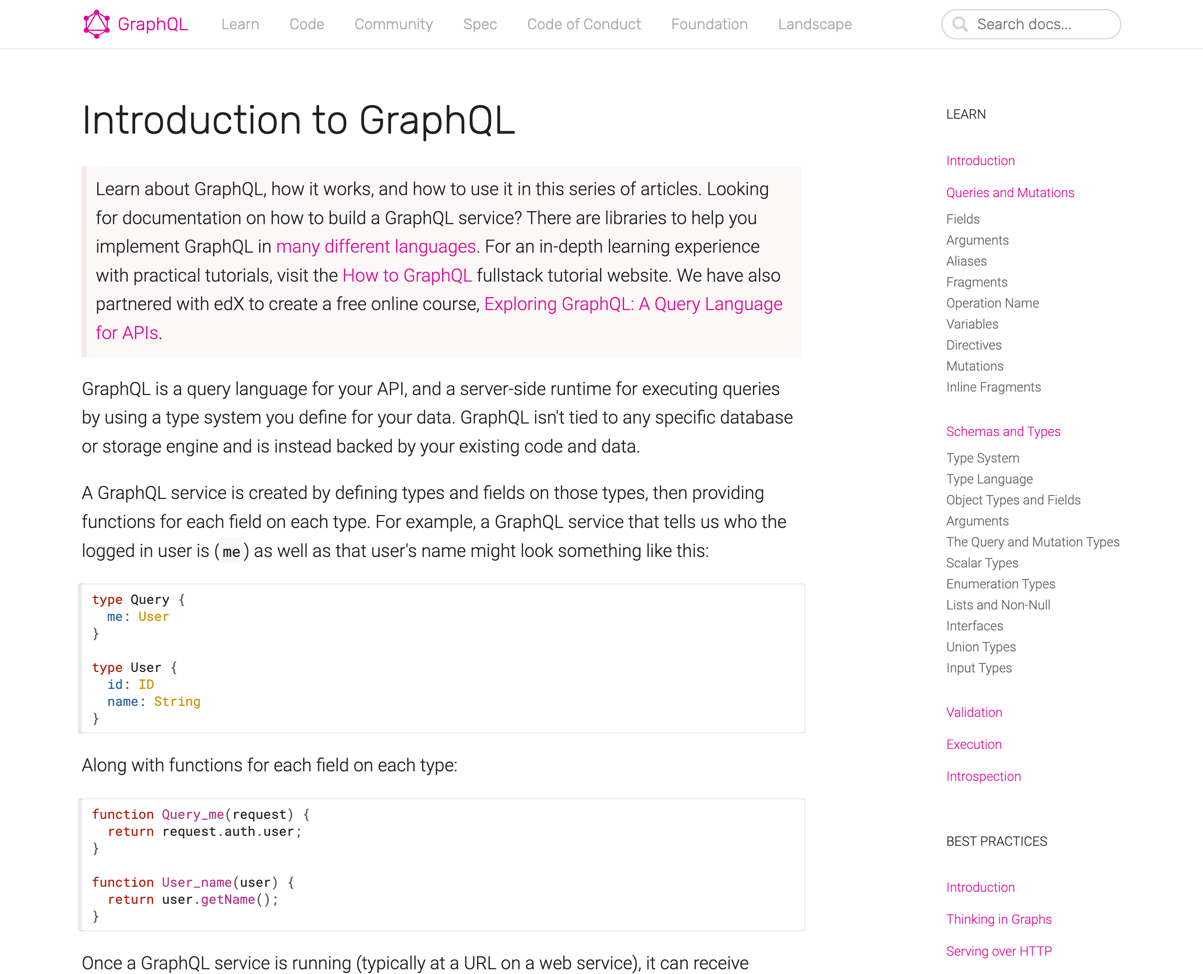 GraphQL
Learn
Code
Community
Spec
Code of Conduct
Foundation
Landscape
Search docs...
Introduction to GraphQL
Learn about GraphQL, how it works, and how to use it in this series of articles. Looking
for documentation on how to build a GraphQL service? There are libraries to help you
implement GraphQL in many different languages. For an in-depth learning experience
with practical tutorials, visit the How to GraphQL fullstack tutorial website. We have also
partnered with edX to create a free online course, Exploring GraphQL: A Query Language
for APIs.
GraphQL is a query language for your API, and a server-side runtime for executing queries
by using a type system you define for your data. GraphQL isn't tied to any specific database
or storage engine and is instead backed by your existing code and data.
A GraphQL service is created by defining types and fields on those types, then providing
functions for each field on each type. For example, a GraphQL service that tells us who the
logged in user is (me) as well as that user's name might look something like this:
type Query {
  me: User
}
type User {
  id: ID
  name: String
}
Along with functions for each field on each type:
function Query_me(request) {
  return request.auth.user;
}
function User_name(user) {
  return user.getName();
}
Once a GraphQL service is running (typically at a URL on a web service), it can receive
LEARN
Introduction
Queries and Mutations
Fields
Arguments
Aliases
Fragments
Operation Name
Variables
Directives
Mutations
Inline Fragments
Schemas and Types
Type System
Type Language
Object Types and Fields
Arguments
The Query and Mutation Types
Scalar Types
Enumeration Types
Lists and Non-Null
Interfaces
Union Types
Input Types
Validation
Execution
Introspection
BEST PRACTICES
Introduction
Thinking in Graphs
Serving over HTTP